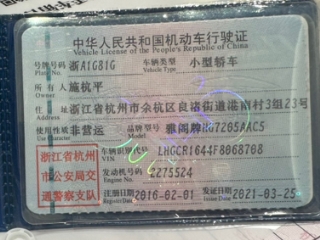 中华人民共和国机动车行驶证
Vehicle License of the People's Republic of China
号牌号码 浙A1G81G 车辆类型 小型轿车
Plate No. Vehicle Type
所有人 施杭平
住址 浙江省杭州市余杭区良渚街道港南村3组23号
使用性质 非营运 品牌型号 雅阁牌HG7205AAC5
Use Character Model
浙江省杭州 车辆识别代号 LHGCR1644F8068708
VIN
市公安局交 发动机号码 2275524
Engine No.
通警察支队 注册日期 2016-02-01 发证日期 2021-03-25
Register Date Issue Date